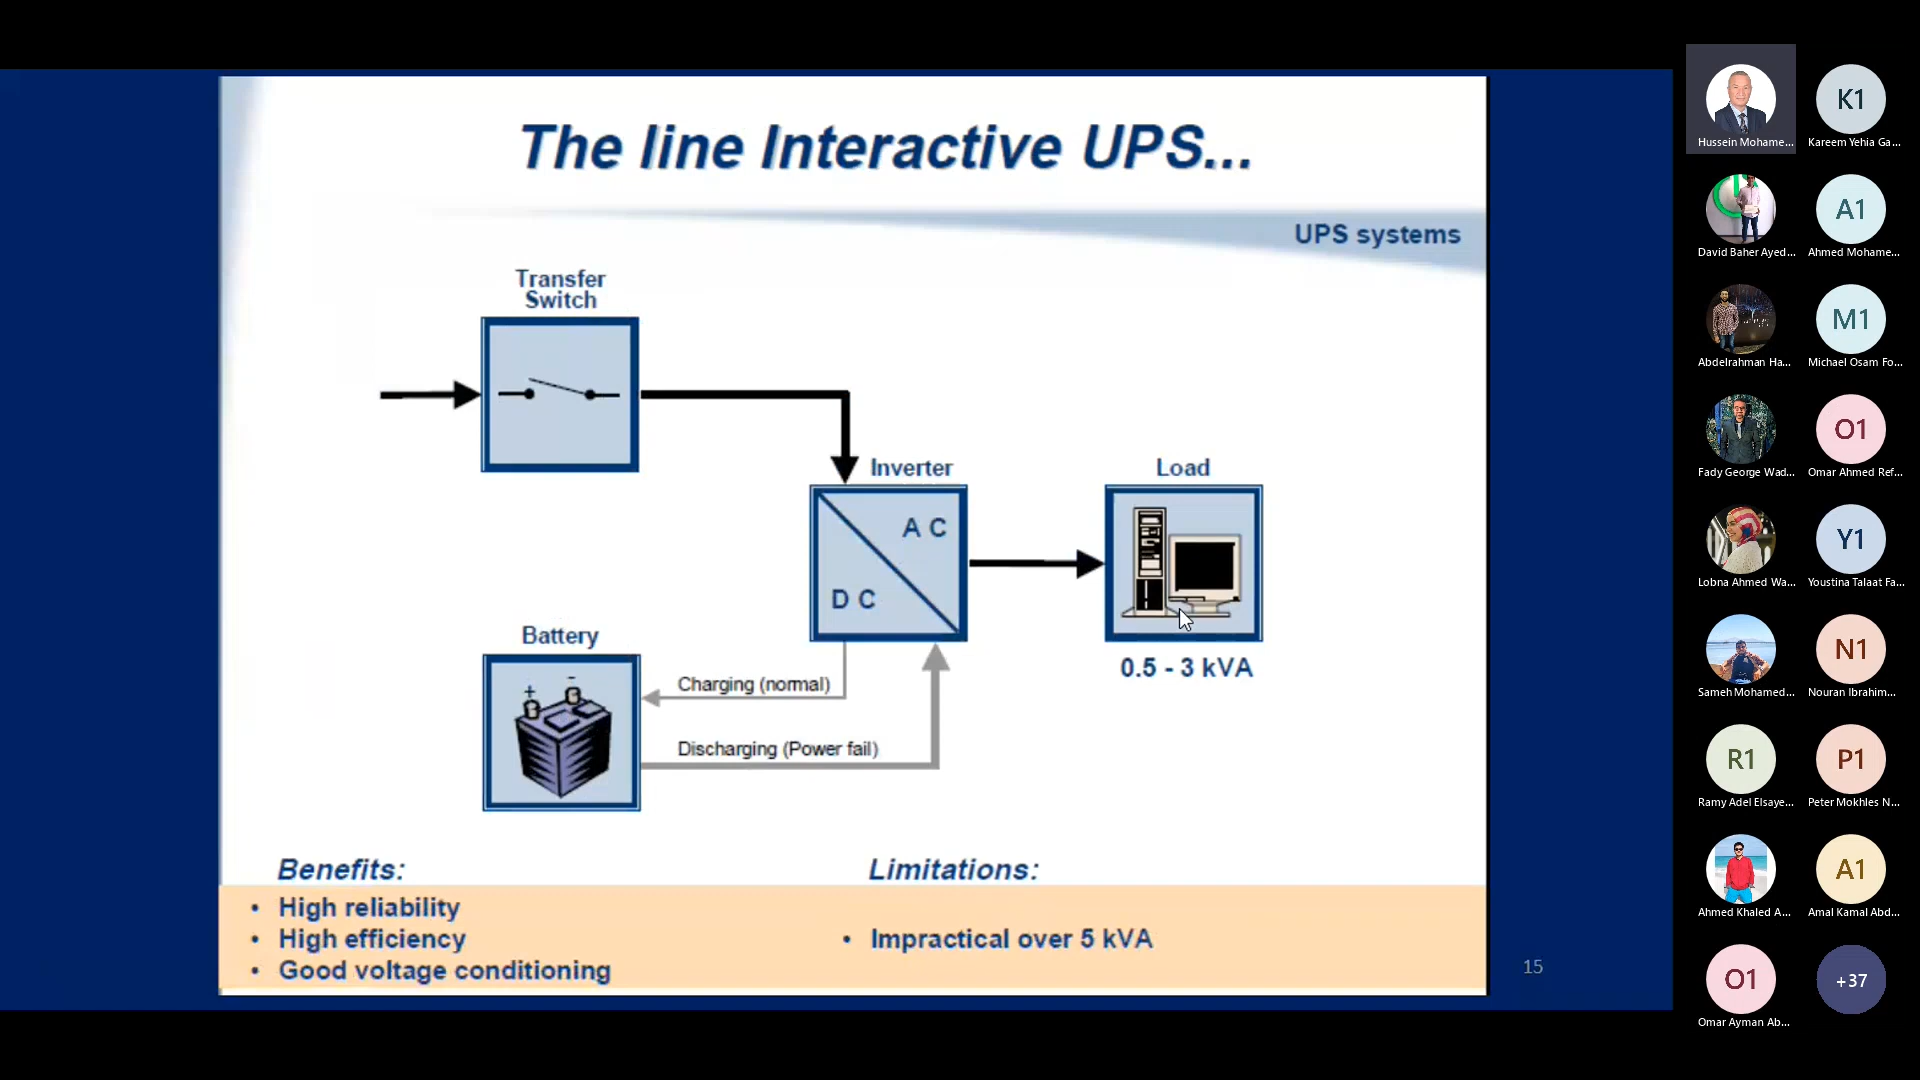 The line Interactive UPS...
UPS systems
Transfer
Switch
Inverter
A C
D C
Load
0.5 - 3 kVA
Battery
+ -
Charging (normal)
Discharging (Power fail)
Benefits:
• High reliability
• High efficiency
• Good voltage conditioning
Limitations:
• Impractical over 5 kVA
15
Hussein Mohame...
K1
Kareem Yehia Ga...
David Baher Ayed...
A1
Ahmed Mohame...
Abdelrahman Ha...
M1
Michael Osam Fo...
Fady George Wad...
O1
Omar Ahmed Ref...
Lobna Ahmed Wa...
Y1
Youstina Talaat Fa...
Sameh Mohamed...
N1
Nouran Ibrahim...
R1
Ramy Adel Elsaye...
P1
Peter Mokhles N...
Ahmed Khaled A...
A1
Amal Kamal Abd...
O1
Omar Ayman Ab...
+37